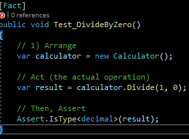 [Fact]
0 references
public void Test_DivideByZero()
{
// 1) Arrange
var calculator = new Calculator();
// Act (the actual operation)
var result = calculator.Divide(1, 0);
// Then, Assert
Assert.IsType<decimal>(result);
}